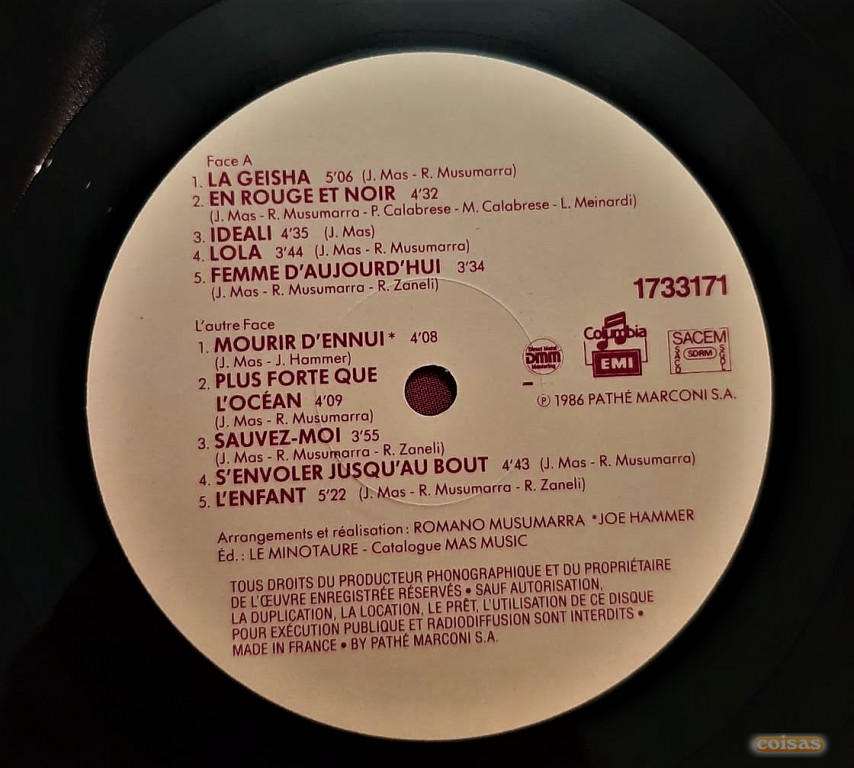 Face A
1. LA GEISHA 5'06 (J. Mas - R. Musumarra)
2. EN ROUGE ET NOIR 4'32
(J. Mas - R. Musumarra - P. Calabrese - M. Calabrese - L. Meinardi)
3. IDEALI 4'35 (J. Mas)
4. LOLA 3'44 (J. Mas - R. Musumarra)
5. FEMME D'AUJOURD'HUI 3'34
(J. Mas - R. Musumarra - R. Zaneli)
1733171
L'autre Face
1. MOURIR D'ENNUI* 4'08
(J. Mas - J. Hammer)
2. PLUS FORTE QUE
L'OCÉAN 4'09
(J. Mas - R. Musumarra)
3. SAUVEZ-MOI 3'55
(J. Mas - R. Musumarra - R. Zaneli)
4. S'ENVOLER JUSQU'AU BOUT 4'43 (J. Mas - R. Musumarra)
5. L'ENFANT 5'22 (J. Mas - R. Musumarra - R. Zaneli)
Direct Metal
DMM
Mastering
Columbia
EMI
SACEM
SACD SDRM SGDL
℗ 1986 PATHÉ MARCONI S.A.
Arrangements et réalisation : ROMANO MUSUMARRA *JOE HAMMER
Éd. : LE MINOTAURE - Catalogue MAS MUSIC
TOUS DROITS DU PRODUCTEUR PHONOGRAPHIQUE ET DU PROPRIÉTAIRE
DE L'ŒUVRE ENREGISTRÉE RÉSERVÉS • SAUF AUTORISATION,
LA DUPLICATION, LA LOCATION, LE PRÊT, L'UTILISATION DE CE DISQUE
POUR EXÉCUTION PUBLIQUE ET RADIODIFFUSION SONT INTERDITS •
MADE IN FRANCE • BY PATHÉ MARCONI S.A.
coisas